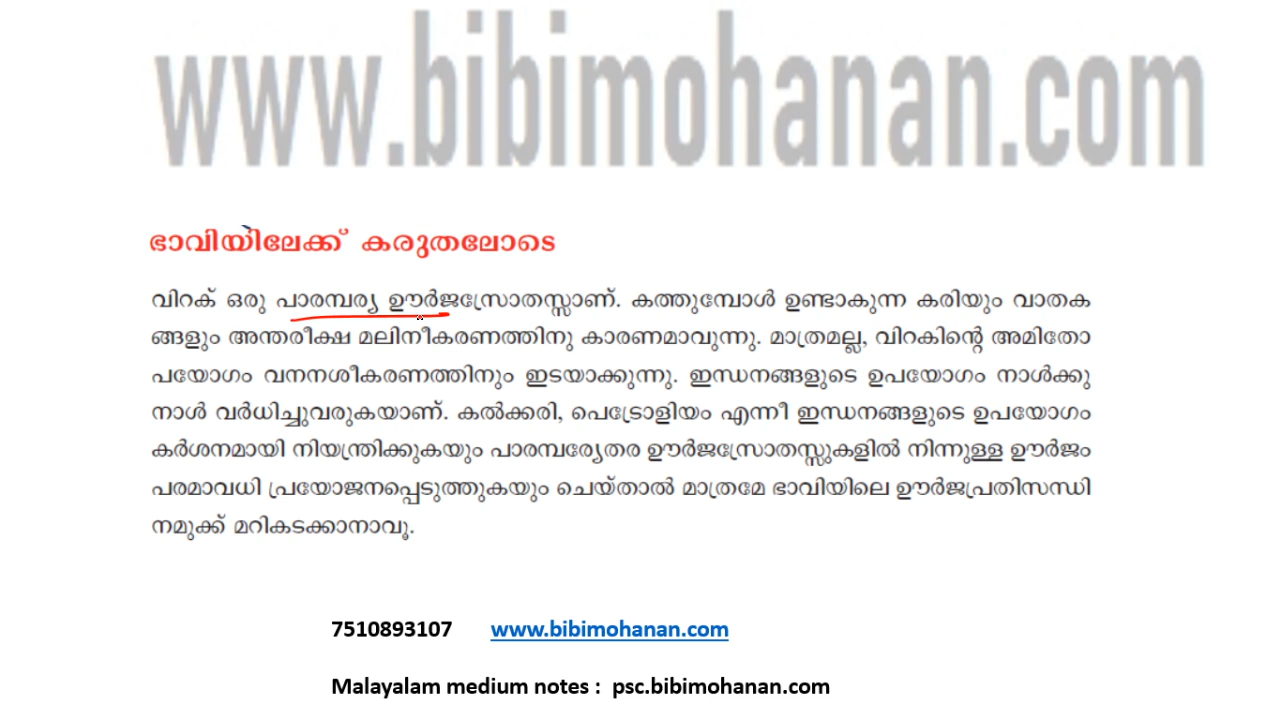 www.bibimohanan.com
ഭാവിയിലേക്ക് കരുതലോടെ
വിറക് ഒരു പാരമ്പര്യ ഊർജസ്രോതസ്സാണ്. കത്തുമ്പോൾ ഉണ്ടാകുന്ന കരിയും വാതക
ങ്ങളും അന്തരീക്ഷ മലിനീകരണത്തിനു കാരണമാവുന്നു. മാത്രമല്ല, വിറകിന്റെ അമിതോ
പയോഗം വനനശീകരണത്തിനും ഇടയാക്കുന്നു. ഇന്ധനങ്ങളുടെ ഉപയോഗം നാൾക്കു
നാൾ വർധിച്ചുവരുകയാണ്. കൽക്കരി, പെട്രോളിയം എന്നീ ഇന്ധനങ്ങളുടെ ഉപയോഗം
കർശനമായി നിയന്ത്രിക്കുകയും പാരമ്പര്യേതര ഊർജസ്രോതസ്സുകളിൽ നിന്നുള്ള ഊർജം
പരമാവധി പ്രയോജനപ്പെടുത്തുകയും ചെയ്താൽ മാത്രമേ ഭാവിയിലെ ഊർജപ്രതിസന്ധി
നമുക്ക് മറികടക്കാനാവൂ.
7510893107 www.bibimohanan.com
Malayalam medium notes : psc.bibimohanan.com